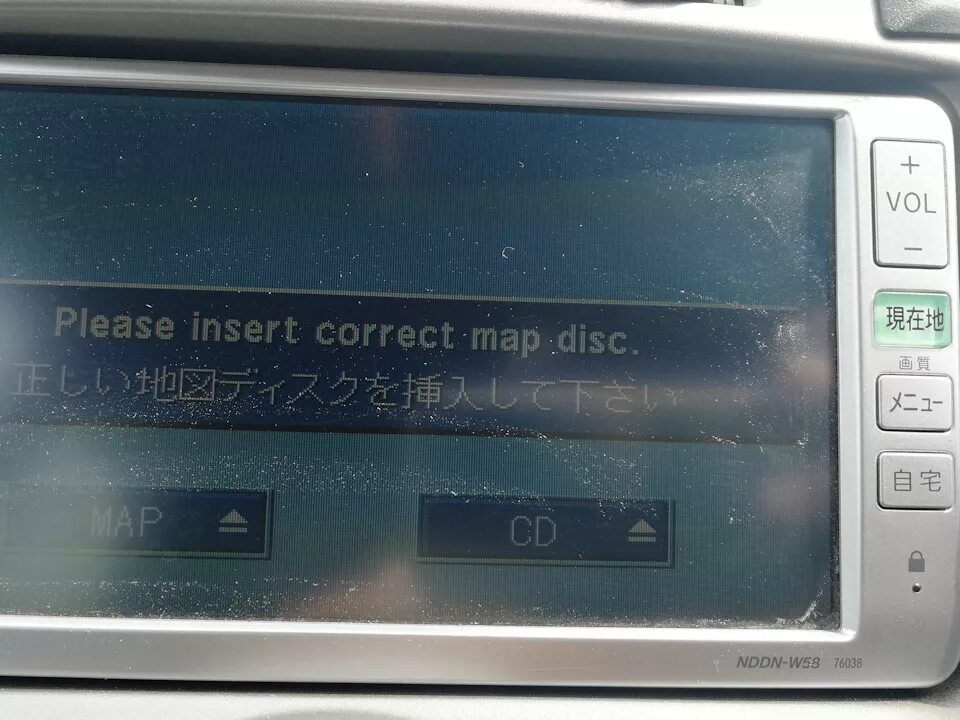 Please insert correct map disc.
正しい地図ディスクを挿入して下さい
MAP
CD
+
VOL
−
現在地
画質
メニュー
自宅
NDDN-W58 76038